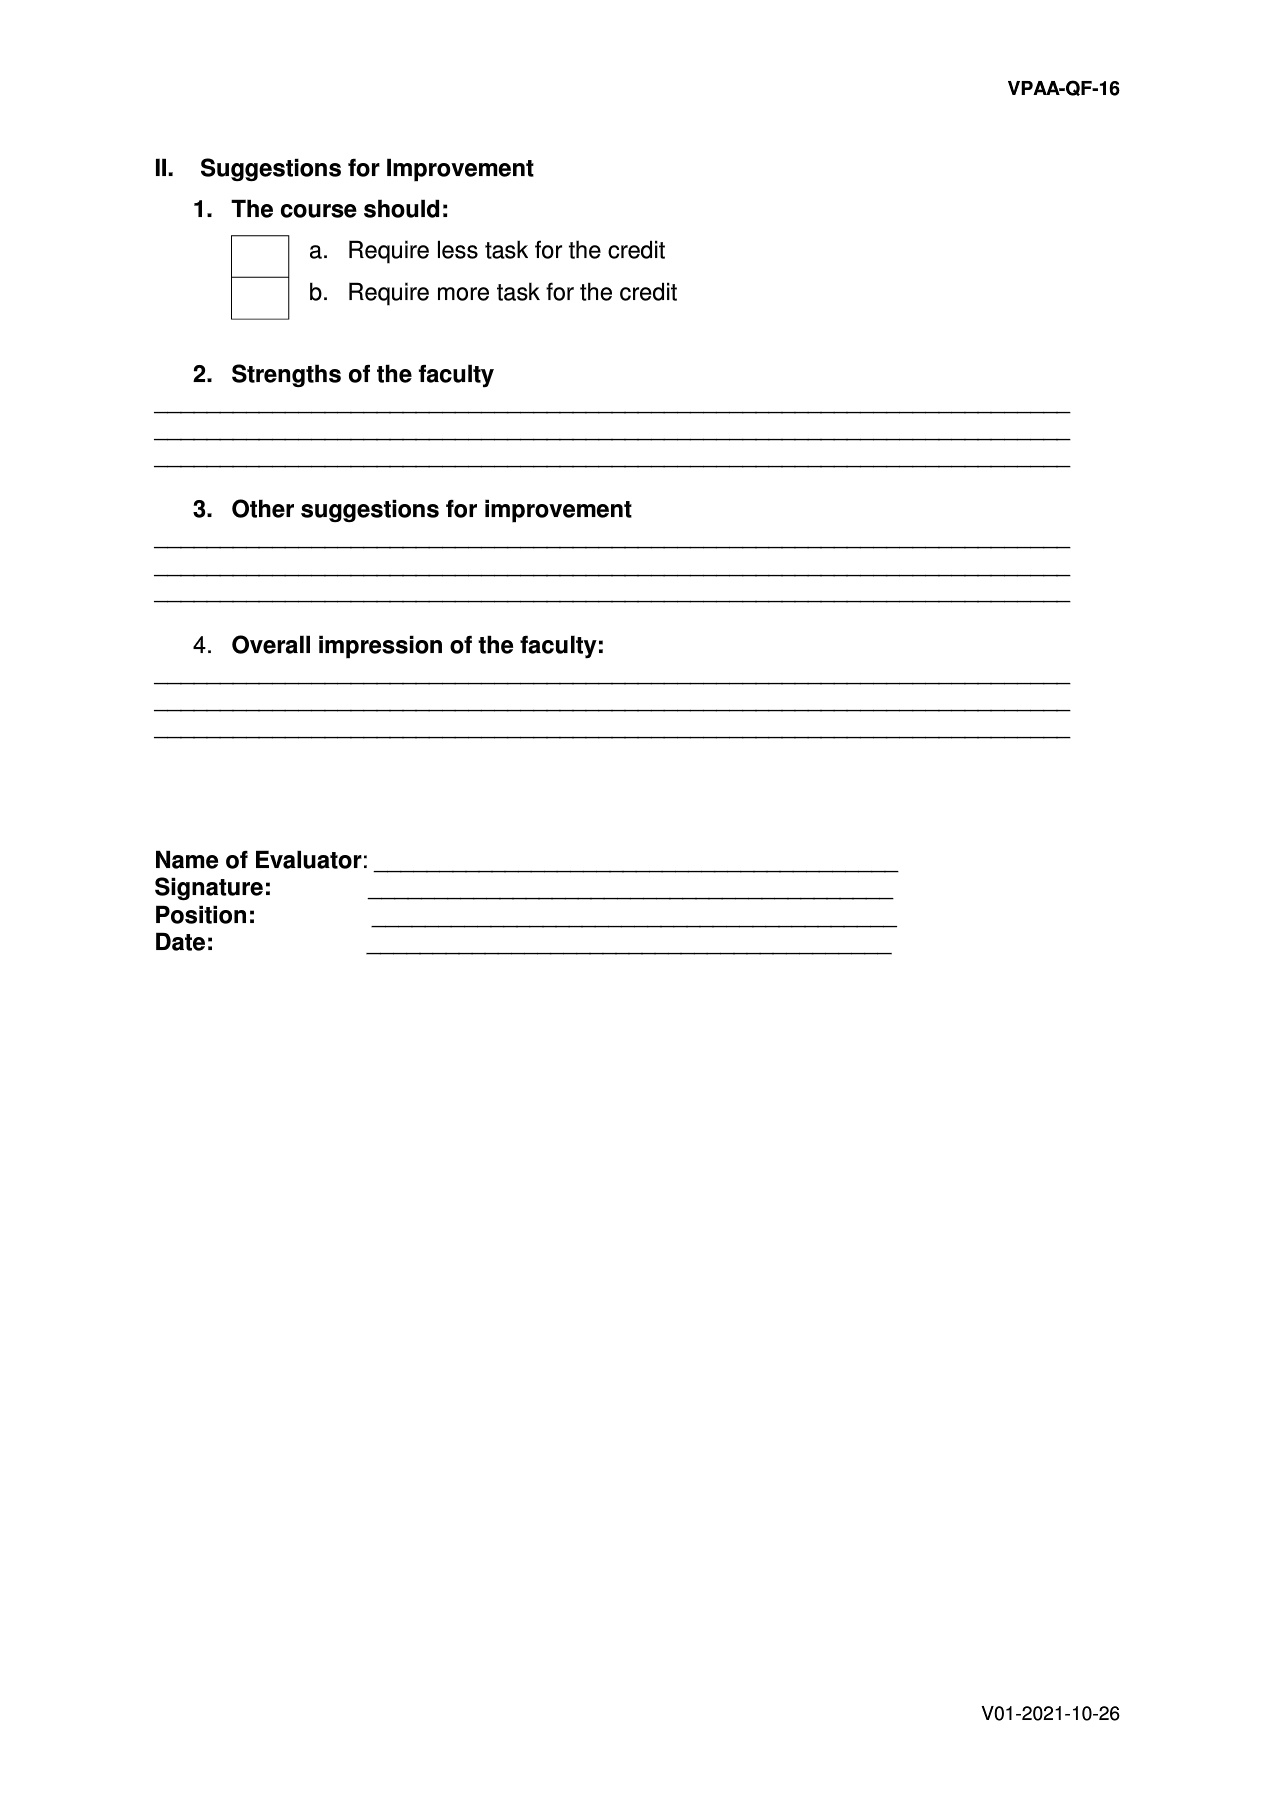 VPAA-QF-16
II. Suggestions for Improvement
1. The course should:
a. Require less task for the credit
b. Require more task for the credit
2. Strengths of the faculty
3. Other suggestions for improvement
4. Overall impression of the faculty:
Name of Evaluator:
Signature:
Position:
Date:
V01-2021-10-26